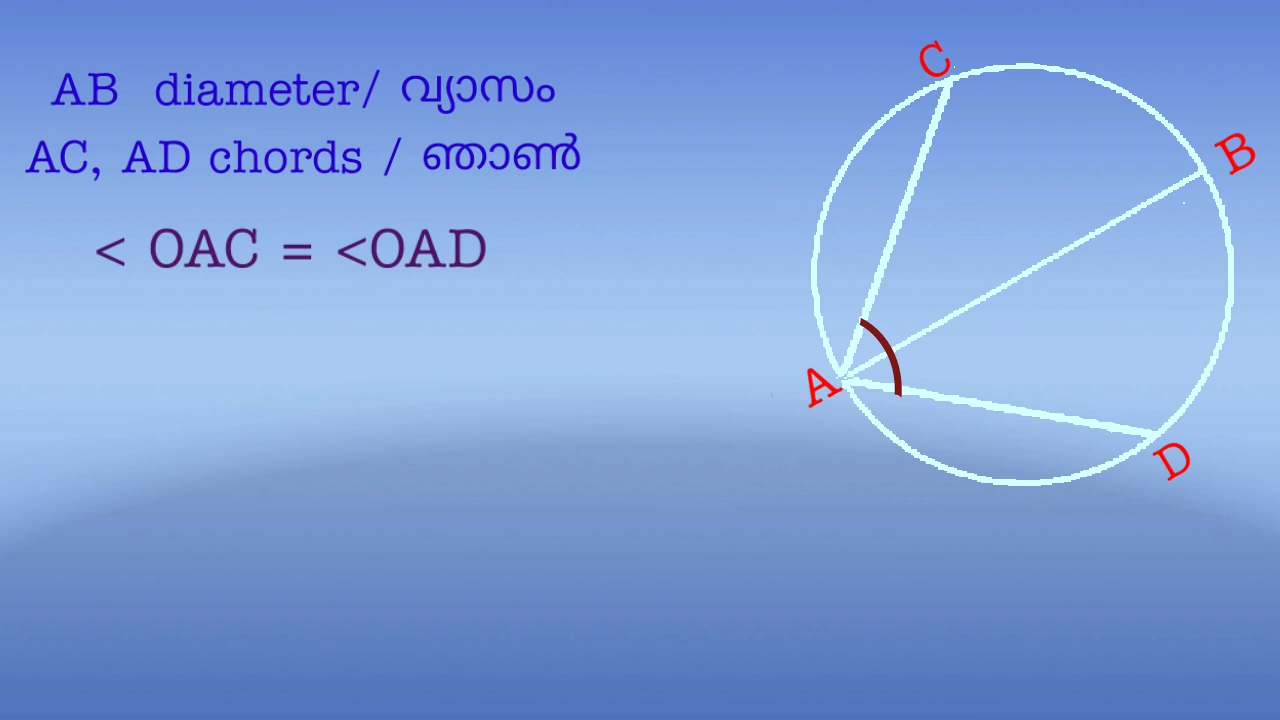 AB diameter/ വ്യാസം
AC, AD chords / ഞാൺ
< OAC = <OAD
C
B
A
D